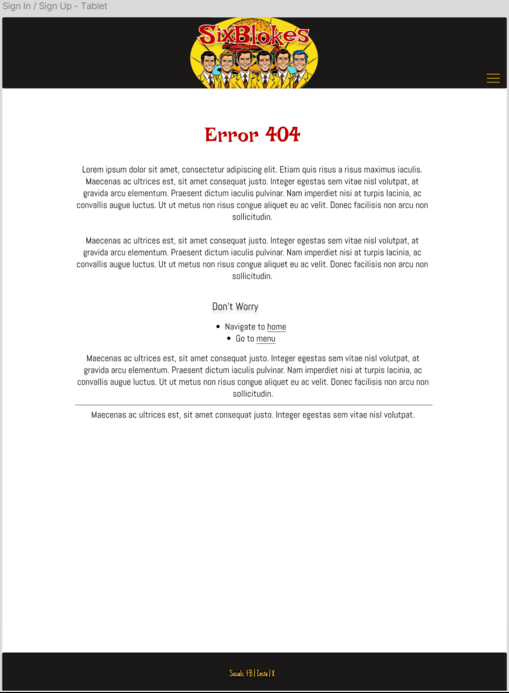 Sign In / Sign Up - Tablet
SixBlokes
Error 404
Lorem ipsum dolor sit amet, consectetur adipiscing elit. Etiam quis risus a risus maximus iaculis.
Maecenas ac ultrices est, sit amet consequat justo. Integer egestas sem vitae nisl volutpat, at
gravida arcu elementum. Praesent dictum iaculis pulvinar. Nam imperdiet nisi at turpis lacinia, ac
convallis augue luctus. Ut ut metus non risus congue aliquet eu ac velit. Donec facilisis non arcu non
sollicitudin.
Maecenas ac ultrices est, sit amet consequat justo. Integer egestas sem vitae nisl volutpat, at
gravida arcu elementum. Praesent dictum iaculis pulvinar. Nam imperdiet nisi at turpis lacinia, ac
convallis augue luctus. Ut ut metus non risus congue aliquet eu ac velit. Donec facilisis non arcu non
sollicitudin.
Don't Worry
• Navigate to home
• Go to menu
Maecenas ac ultrices est, sit amet consequat justo. Integer egestas sem vitae nisl volutpat, at
gravida arcu elementum. Praesent dictum iaculis pulvinar. Nam imperdiet nisi at turpis lacinia, ac
convallis augue luctus. Ut ut metus non risus congue aliquet eu ac velit. Donec facilisis non arcu non
sollicitudin.
Maecenas ac ultrices est, sit amet consequat justo. Integer egestas sem vitae nisl volutpat.
Socials: FB | Insta | X